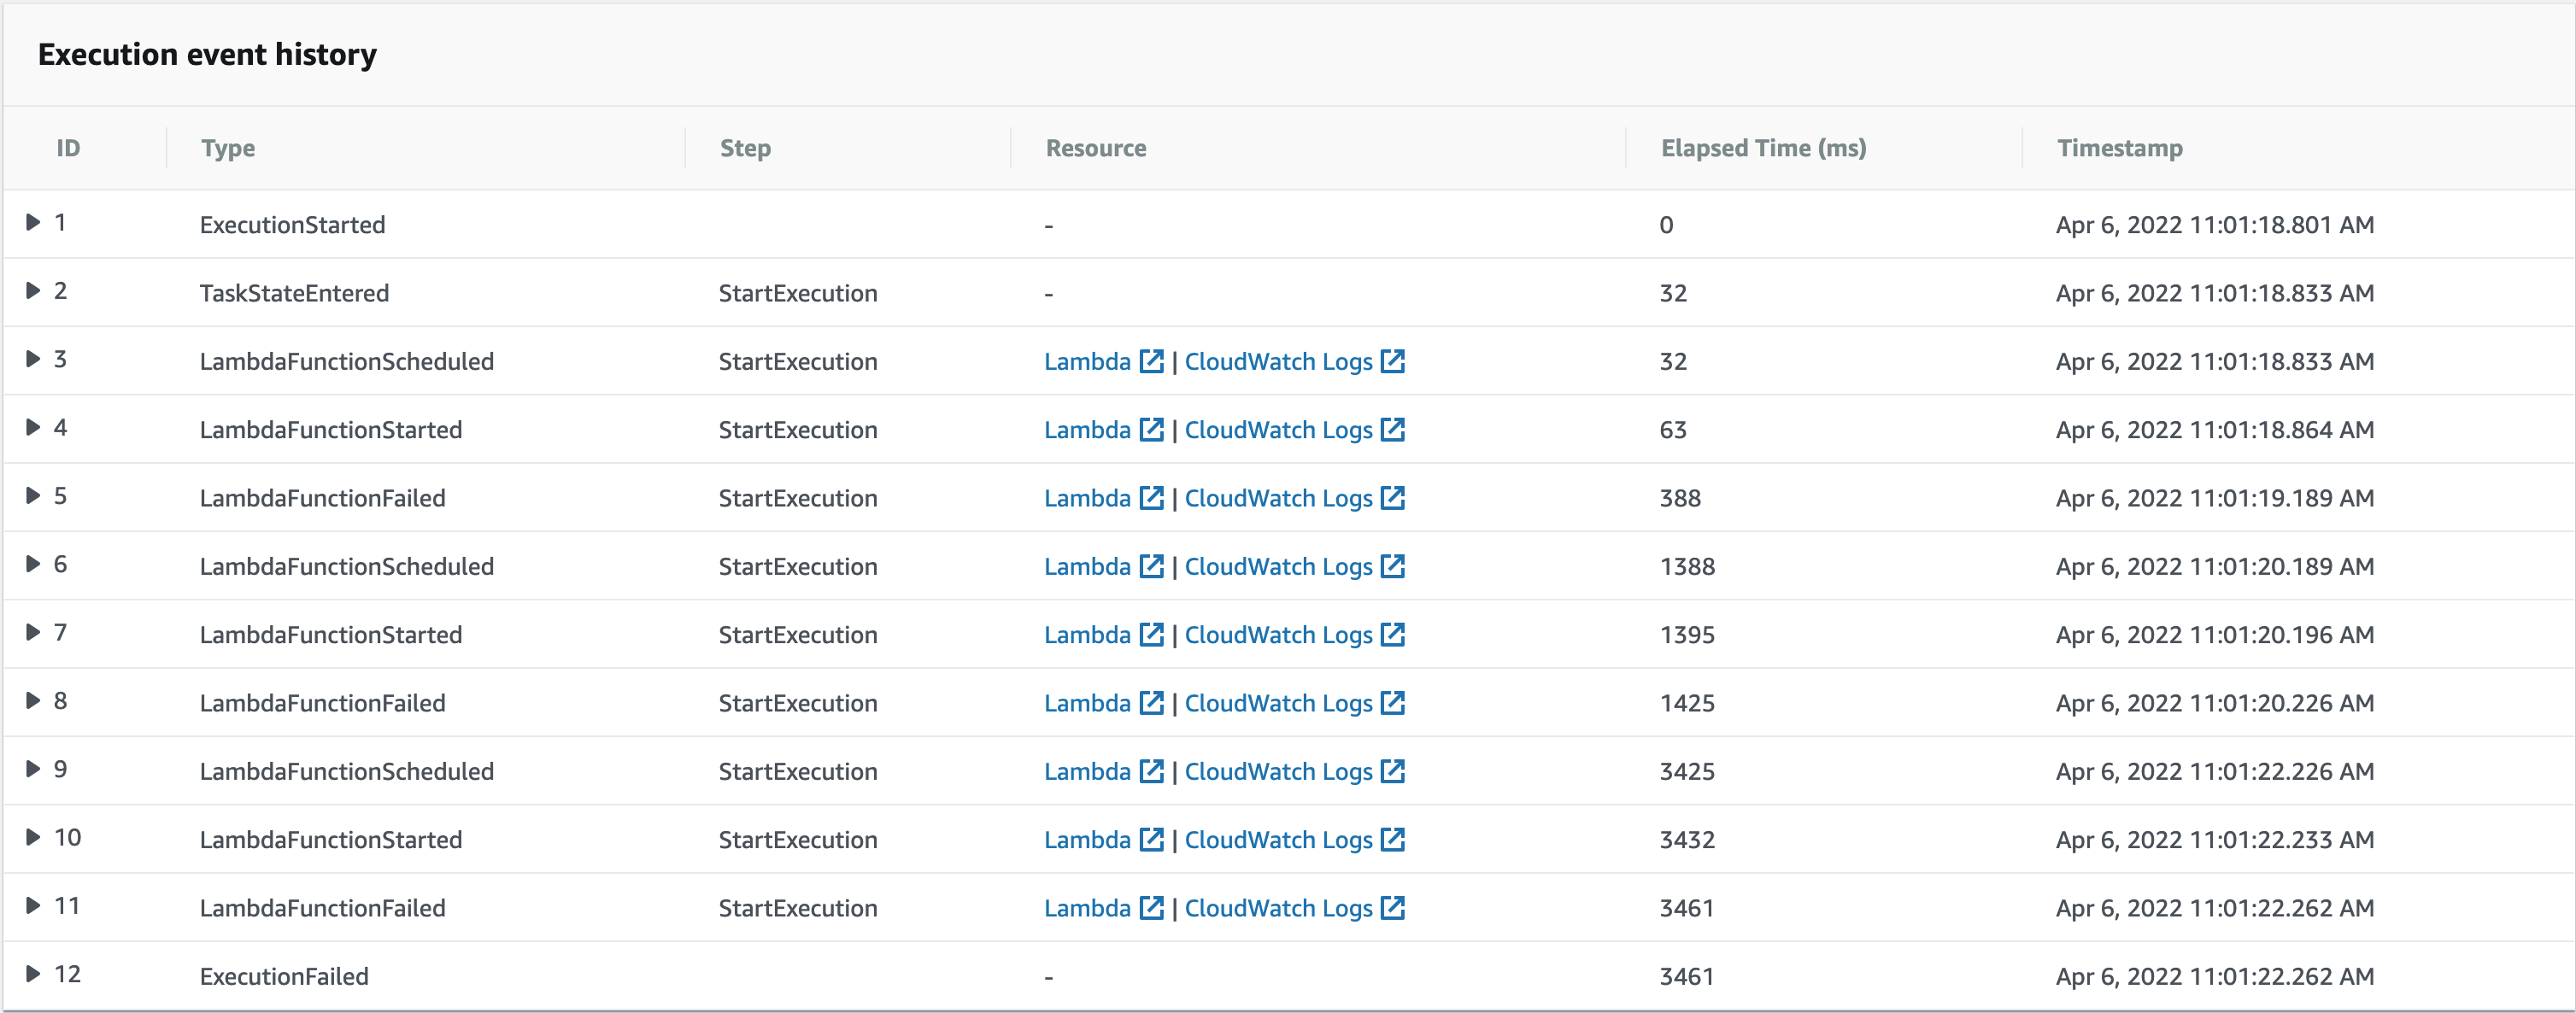 Execution event history
ID Type Step Resource Elapsed Time (ms) Timestamp
1 ExecutionStarted - 0 Apr 6, 2022 11:01:18.801 AM
2 TaskStateEntered StartExecution - 32 Apr 6, 2022 11:01:18.833 AM
3 LambdaFunctionScheduled StartExecution Lambda | CloudWatch Logs 32 Apr 6, 2022 11:01:18.833 AM
4 LambdaFunctionStarted StartExecution Lambda | CloudWatch Logs 63 Apr 6, 2022 11:01:18.864 AM
5 LambdaFunctionFailed StartExecution Lambda | CloudWatch Logs 388 Apr 6, 2022 11:01:19.189 AM
6 LambdaFunctionScheduled StartExecution Lambda | CloudWatch Logs 1388 Apr 6, 2022 11:01:20.189 AM
7 LambdaFunctionStarted StartExecution Lambda | CloudWatch Logs 1395 Apr 6, 2022 11:01:20.196 AM
8 LambdaFunctionFailed StartExecution Lambda | CloudWatch Logs 1425 Apr 6, 2022 11:01:20.226 AM
9 LambdaFunctionScheduled StartExecution Lambda | CloudWatch Logs 3425 Apr 6, 2022 11:01:22.226 AM
10 LambdaFunctionStarted StartExecution Lambda | CloudWatch Logs 3432 Apr 6, 2022 11:01:22.233 AM
11 LambdaFunctionFailed StartExecution Lambda | CloudWatch Logs 3461 Apr 6, 2022 11:01:22.262 AM
12 ExecutionFailed - 3461 Apr 6, 2022 11:01:22.262 AM